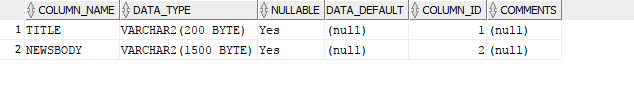 COLUMN_NAME DATA_TYPE NULLABLE DATA_DEFAULT COLUMN_ID COMMENTS
1 TITLE VARCHAR2(200 BYTE) Yes (null) 1 (null)
2 NEWSBODY VARCHAR2(1500 BYTE) Yes (null) 2 (null)